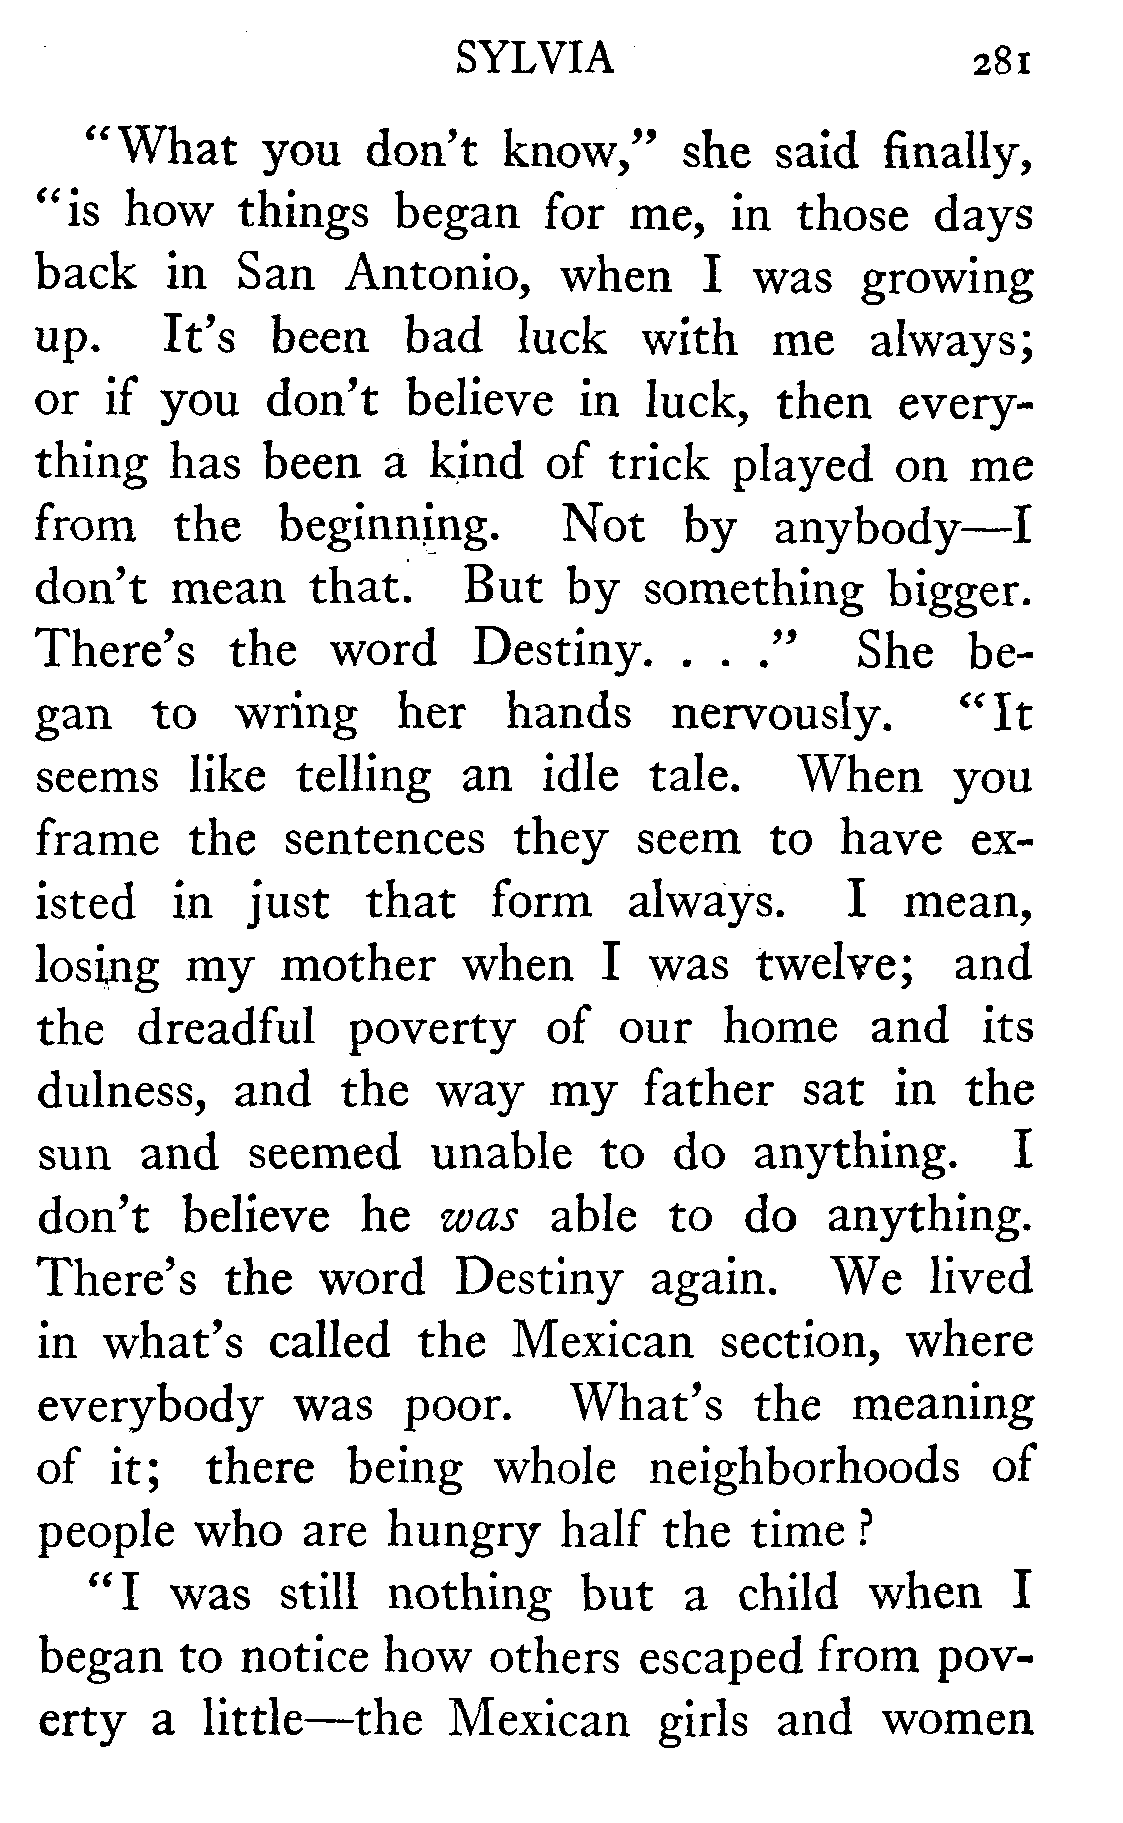 SYLVIA 281
"What you don't know," she said finally,
"is how things began for me, in those days
back in San Antonio, when I was growing
up. It's been bad luck with me always;
or if you don't believe in luck, then every-
thing has been a kind of trick played on me
from the beginning. Not by anybody—I
don't mean that. But by something bigger.
There's the word Destiny. . . ." She be-
gan to wring her hands nervously. "It
seems like telling an idle tale. When you
frame the sentences they seem to have ex-
isted in just that form always. I mean,
losing my mother when I was twelve; and
the dreadful poverty of our home and its
dulness, and the way my father sat in the
sun and seemed unable to do anything. I
don't believe he was able to do anything.
There's the word Destiny again. We lived
in what's called the Mexican section, where
everybody was poor. What's the meaning
of it; there being whole neighborhoods of
people who are hungry half the time?
"I was still nothing but a child when I
began to notice how others escaped from pov-
erty a little—the Mexican girls and women